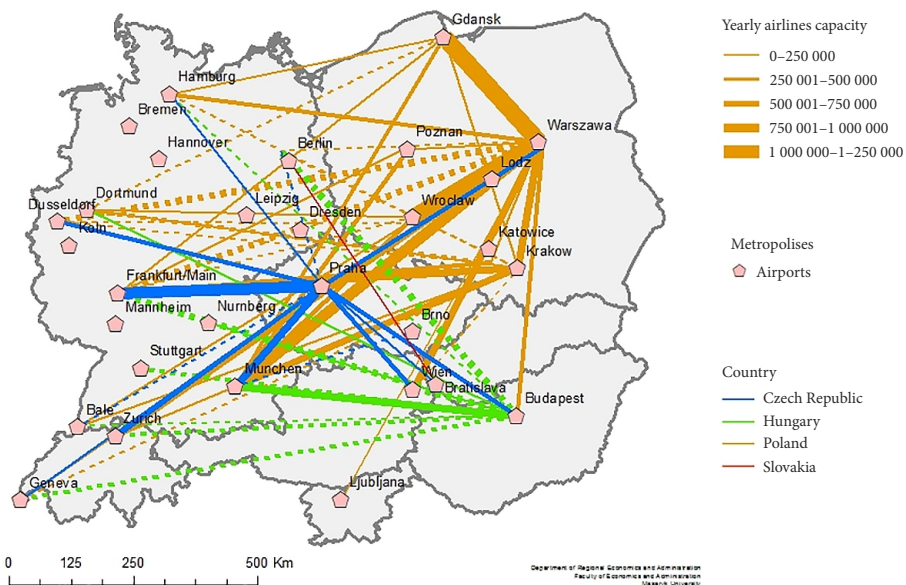 Gdansk
Yearly airlines capacity
0–250 000
250 001–500 000
500 001–750 000
750 001–1 000 000
1 000 000–1–250 000
Hamburg
Bremen
Hannover
Berlin
Poznan
Warszawa
Lodz
Dortmund
Dusseldorf
Leipzig
Wroclaw
Koln
Dresden
Katowice
Krakow
Metropolises
Airports
Frankfurt/Main
Praha
Mannheim
Nurnberg
Brno
Stuttgart
Munchen
Wien
Bratislava
Budapest
Country
Czech Republic
Hungary
Poland
Slovakia
Bale
Zurich
Geneva
Ljubljana
0 125 250 500 Km
Department of Regional Economics and Administration
Faculty of Economics and Administration
Masaryk University